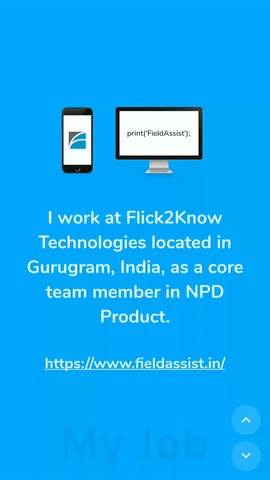 print('FieldAssist');
I work at Flick2Know
Technologies located in
Gurugram, India, as a core
team member in NPD
Product.
https://www.fieldassist.in/
My Job